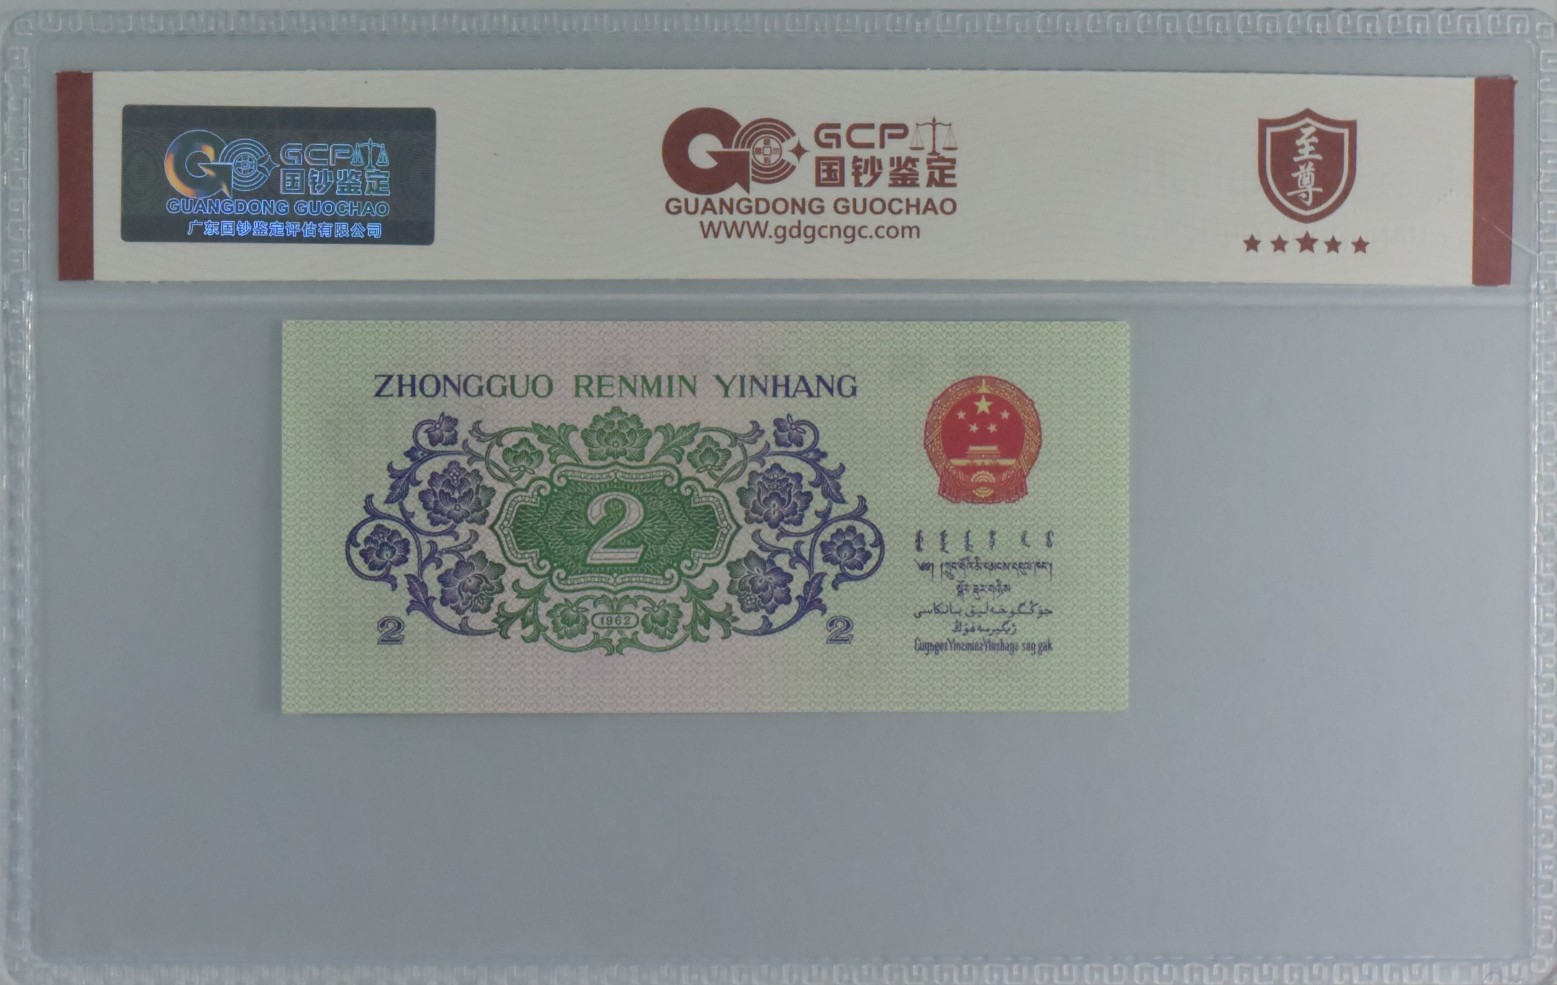 GCP
国钞鉴定
GUANGDONG GUOCHAO
广东国钞鉴定评估有限公司
GCP
国钞鉴定
GUANGDONG GUOCHAO
WWW.gdgcngc.com
至尊
ZHONGGUO RENMIN YINHANG
2
1962
2 2
جۇڭگوخەلىق بانكاسى